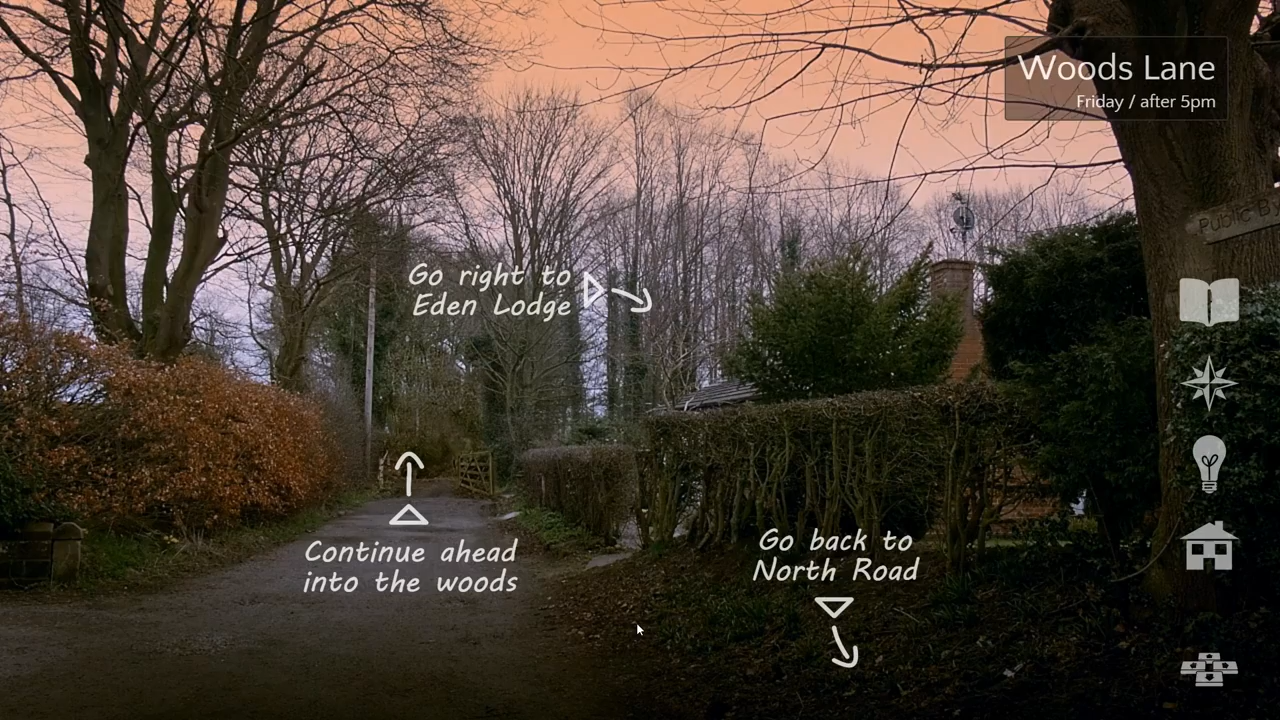 Woods Lane
Friday / after 5pm
Public B
Go right to
Eden Lodge
Continue ahead
into the woods
Go back to
North Road